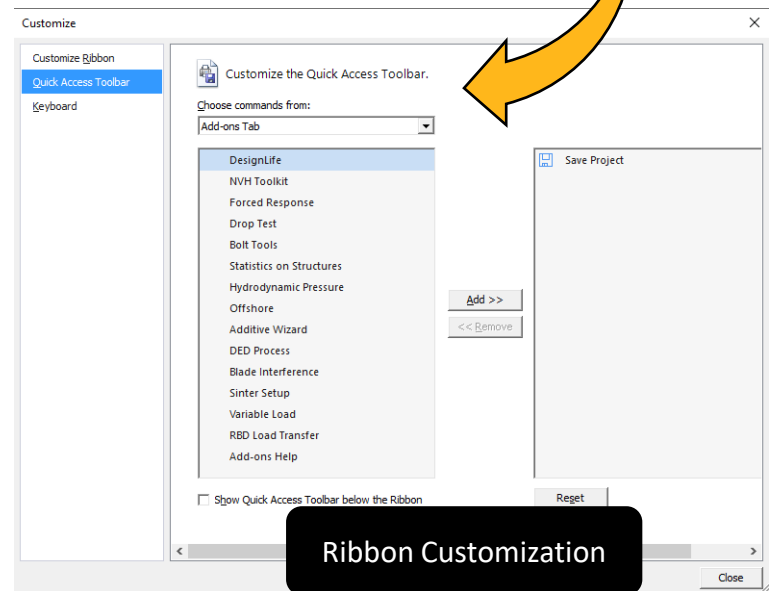 Customize
Customize Ribbon
Quick Access Toolbar
Keyboard
Customize the Quick Access Toolbar.
Choose commands from:
Add-ons Tab
DesignLife
NVH Toolkit
Forced Response
Drop Test
Bolt Tools
Statistics on Structures
Hydrodynamic Pressure
Offshore
Additive Wizard
DED Process
Blade Interference
Sinter Setup
Variable Load
RBD Load Transfer
Add-ons Help
Add >>
<< Remove
Save Project
Show Quick Access Toolbar below the Ribbon
Reset
Ribbon Customization
Close